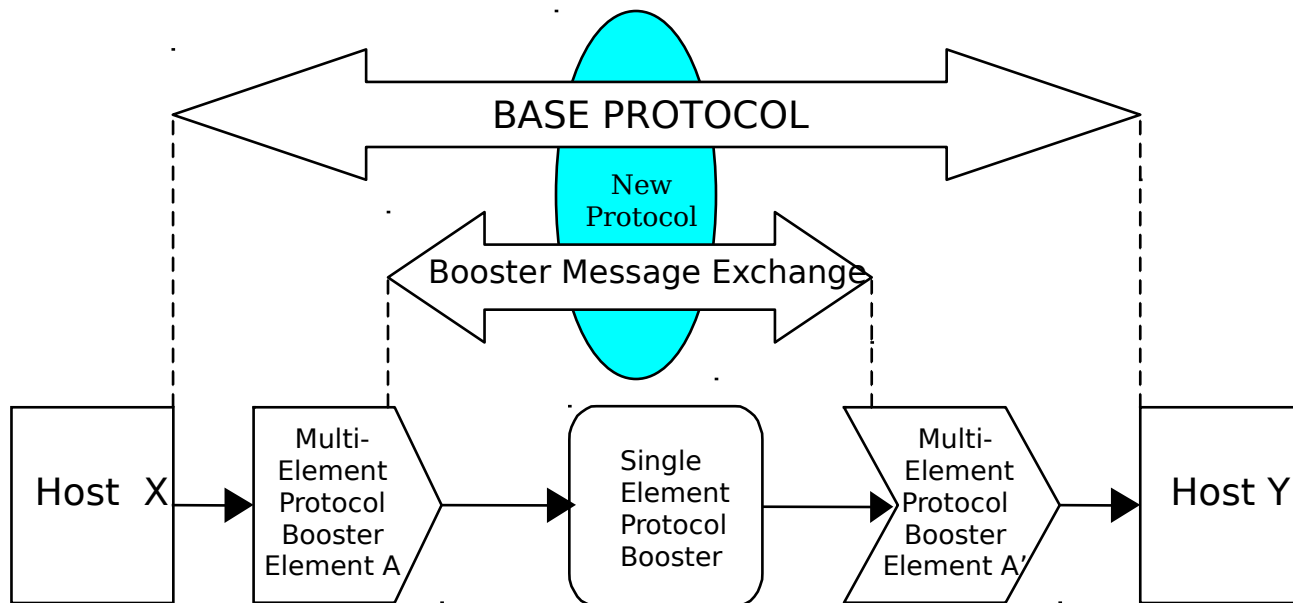 BASE PROTOCOL
New
Protocol
Booster Message Exchange
Host X
Multi-
Element
Protocol
Booster
Element A
Single
Element
Protocol
Booster
Multi-
Element
Protocol
Booster
Element A’
Host Y